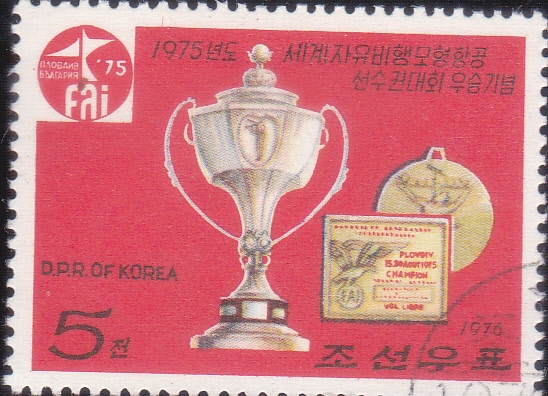 ПЛОВДИВ
БЪЛГАРИЯ
'75
fai
1975년도 세계자유비행모형항공
선수권대회 우승기념
PLOVDIV
15.20 AOUT 1975
CHAMPION
FAI
VOL LIBRE
D.P.R. OF KOREA
5전
1976
조선우표